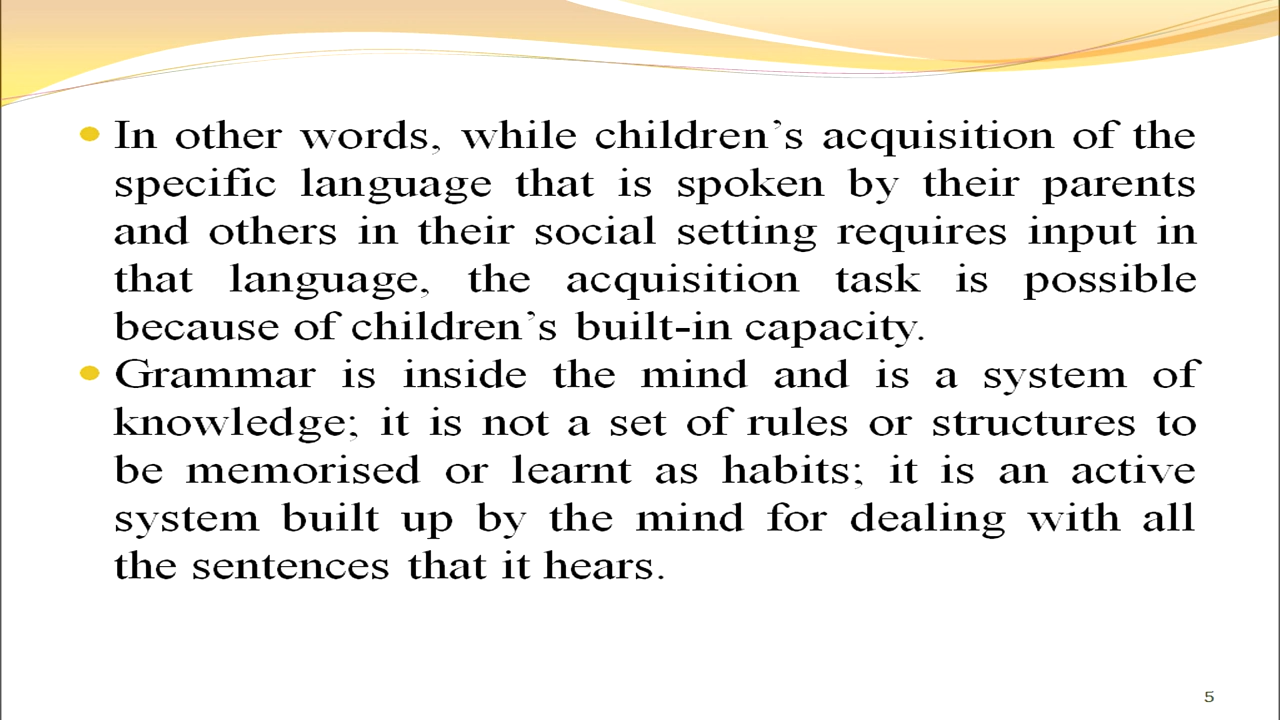 In other words, while children’s acquisition of the
specific language that is spoken by their parents
and others in their social setting requires input in
that language, the acquisition task is possible
because of children’s built-in capacity.
Grammar is inside the mind and is a system of
knowledge; it is not a set of rules or structures to
be memorised or learnt as habits; it is an active
system built up by the mind for dealing with all
the sentences that it hears.
5